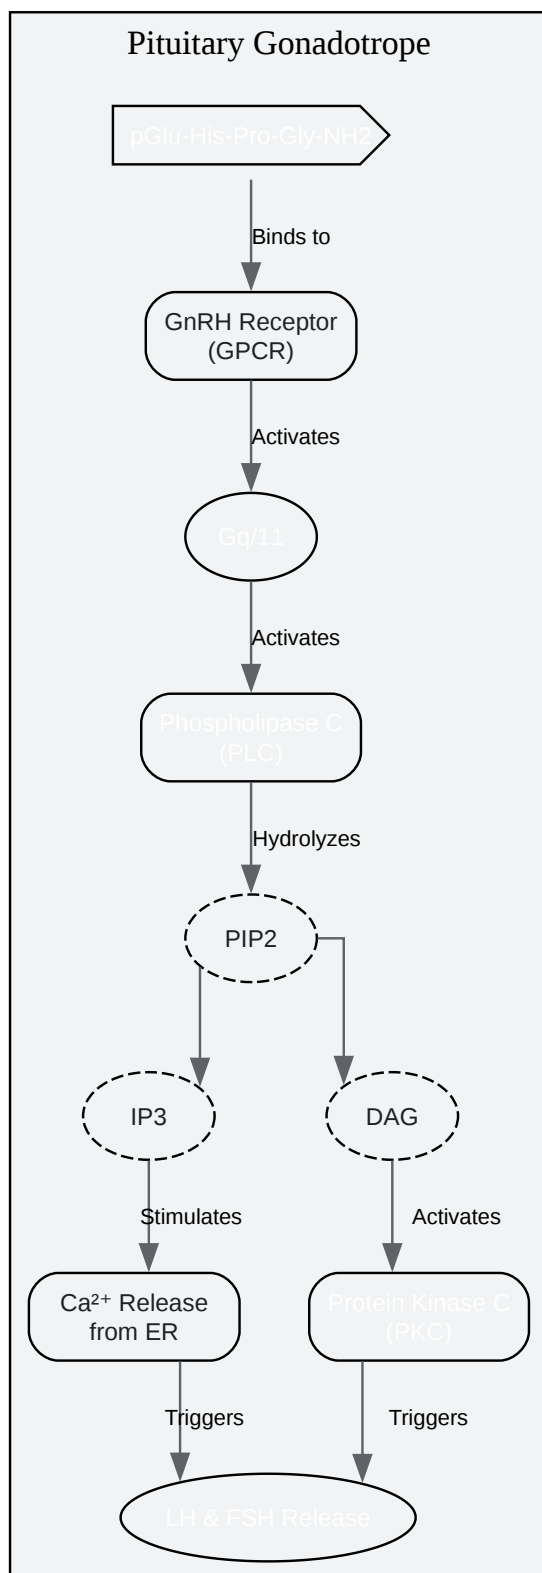 Pituitary Gonadotrope
pGlu-His-Pro-Gly-NH2
Binds to
GnRH Receptor
(GPCR)
Activates
Gq/11
Activates
Phospholipase C
(PLC)
Hydrolyzes
PIP2
IP3
DAG
Stimulates
Activates
Ca²⁺ Release
from ER
Protein Kinase C
(PKC)
Triggers
Triggers
LH & FSH Release